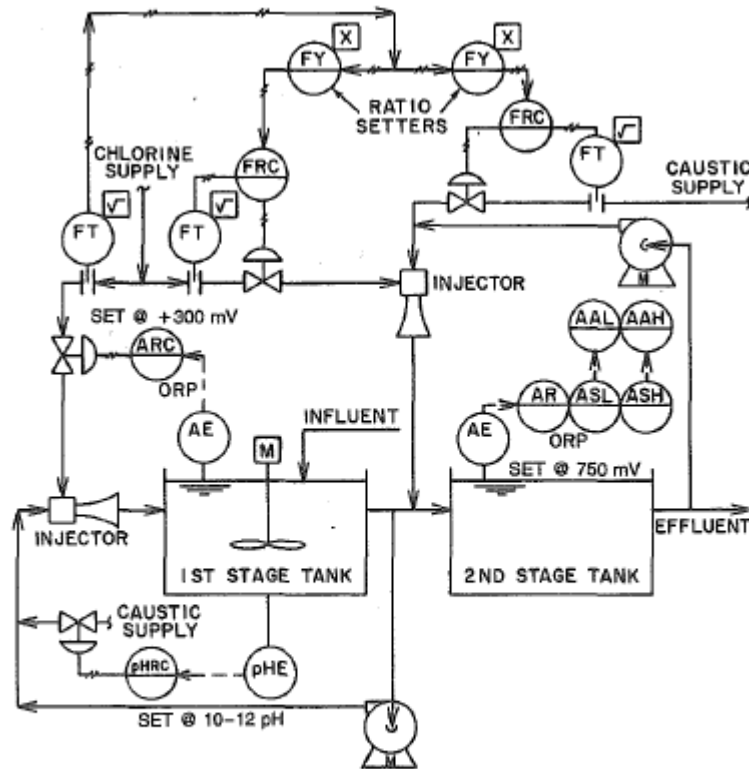 X
X
FY
FY
RATIO
SETTERS
FRC
√
FT
CHLORINE
SUPPLY
FRC
CAUSTIC
SUPPLY
√
√
FT
FT
M
INJECTOR
SET @ +300 mV
AAL
AAH
ARC
ORP
AR
ASL
ASH
AE
INFLUENT
AE
ORP
M
SET @ 750 mV
INJECTOR
EFFLUENT
1ST STAGE TANK
2ND STAGE TANK
CAUSTIC
SUPPLY
pHRC
pHE
SET @ 10-12 pH
M